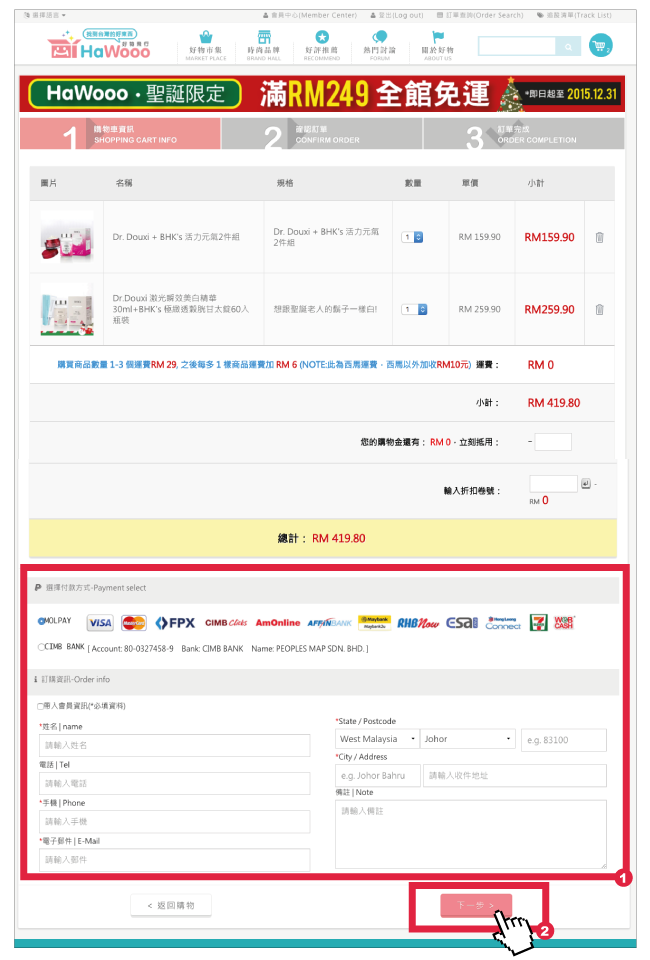 選擇語言
會員中心(Member Center) 登出(Log out) 訂單查詢(Order Search) 追蹤清單(Track List)
挖到台灣的好東西
HaWooo 好物飛行
好物市集 時尚品牌 好評推薦 熱門討論 關於好物
MARKET PLACE BRAND MALL RECOMMEND FORUM ABOUT US
2
HaWooo・聖誕限定 滿RM249 全館免運 *即日起至 2015.12.31
1 購物車資訊 2 確認訂單 3 訂單完成
SHOPPING CART INFO CONFIRM ORDER ORDER COMPLETION
圖片 名稱 規格 數量 單價 小計
Dr. Douxi + BHK's 活力元氣2件組 Dr. Douxi + BHK's 活力元氣
2件組 1 RM 159.90 RM159.90
Dr.Douxi 激光瞬效美白精華
30ml+BHK's 極緻透穀胱甘太錠60入
瓶裝 想跟聖誕老人的鬍子一樣白! 1 RM 259.90 RM259.90
購買商品數量 1-3 個運費RM 29, 之後每多 1 樣商品運費加 RM 6 (NOTE:此為西馬運費，西馬以外加收RM10元) 運費： RM 0
小計： RM 419.80
您的購物金還有： RM 0，立刻抵用： -
輸入折扣卷號： -
RM 0
總計： RM 419.80
選擇付款方式-Payment select
MOLPAY VISA MasterCard FPX CIMB Clicks AmOnline AFFINBANK Maybank Maybank2u RHB Now ESal HongLeong Connect 7 ELEVEN WEB CASH
CIMB BANK [ Account: 80-0327458-9 Bank: CIMB BANK Name: PEOPLES MAP SDN. BHD. ]
訂購資訊-Order info
帶入會員資訊(*必填資料)
*姓名 | name
請輸入姓名
電話 | Tel
請輸入電話
*手機 | Phone
請輸入手機
*電子郵件 | E-Mail
請輸入郵件
*State / Postcode
West Malaysia Johor e.g. 83100
*City / Address
e.g. Johor Bahru 請輸入收件地址
備註 | Note
請輸入備註
1
< 返回購物 下一步 >
2